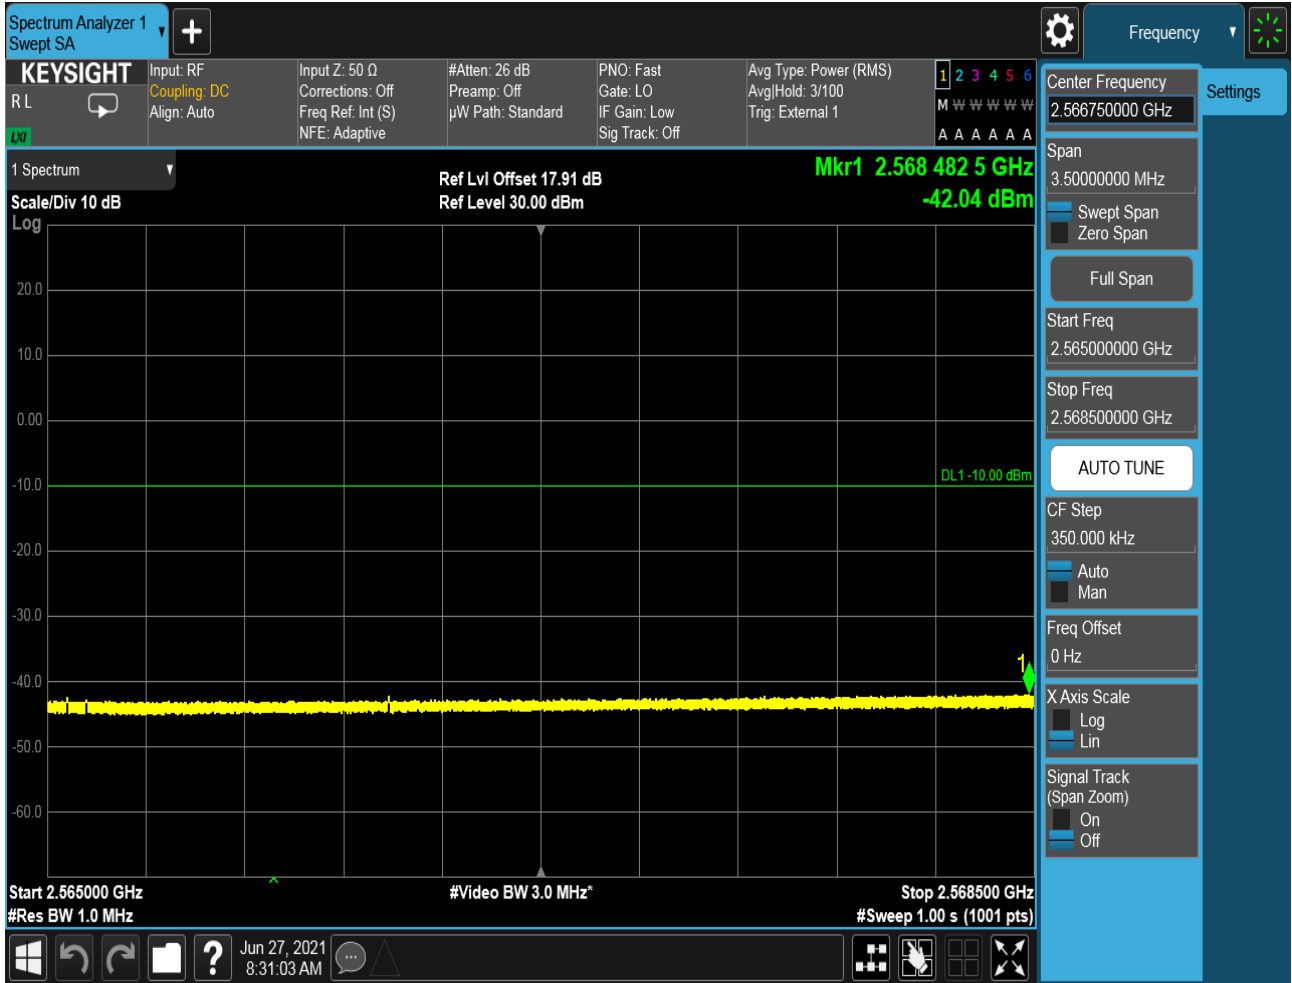 Spectrum Analyzer 1
Swept SA
Frequency
KEYSIGHT
R L
LXI
Input: RF
Coupling: DC
Align: Auto
Input Z: 50 Ω
Corrections: Off
Freq Ref: Int (S)
NFE: Adaptive
#Atten: 26 dB
Preamp: Off
µW Path: Standard
PNO: Fast
Gate: LO
IF Gain: Low
Sig Track: Off
Avg Type: Power (RMS)
Avg|Hold: 3/100
Trig: External 1
1 2 3 4 5 6
M W W W W W
A A A A A A
1 Spectrum
Scale/Div 10 dB
Log
Ref Lvl Offset 17.91 dB
Ref Level 30.00 dBm
Mkr1 2.568 482 5 GHz
-42.04 dBm
20.0
10.0
0.00
-10.0
DL1 -10.00 dBm
-20.0
-30.0
1
-40.0
-50.0
-60.0
Start 2.565000 GHz
#Res BW 1.0 MHz
#Video BW 3.0 MHz*
Stop 2.568500 GHz
#Sweep 1.00 s (1001 pts)
Center Frequency
2.566750000 GHz
Settings
Span
3.50000000 MHz
Swept Span
Zero Span
Full Span
Start Freq
2.565000000 GHz
Stop Freq
2.568500000 GHz
AUTO TUNE
CF Step
350.000 kHz
Auto
Man
Freq Offset
0 Hz
X Axis Scale
Log
Lin
Signal Track
(Span Zoom)
On
Off
?
Jun 27, 2021
8:31:03 AM